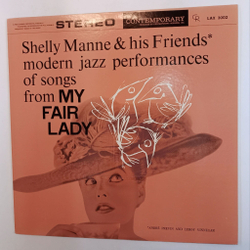 STEREO
CONTEMPORARY
Shelly Manne & his Friends*
modern jazz performances
of songs
from MY
FAIR
LADY